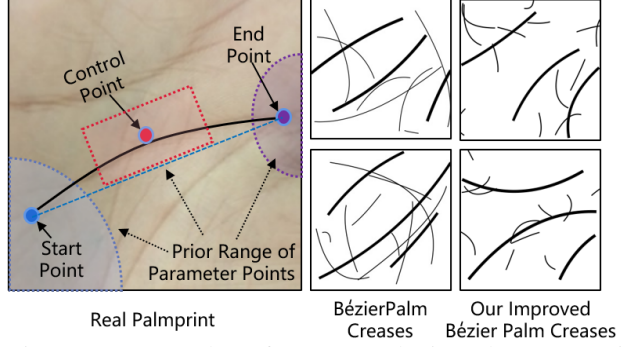 Control
Point
End
Point
Start
Point
Prior Range of
Parameter Points
Real Palmprint
BézierPalm
Creases
Our Improved
Bézier Palm Creases